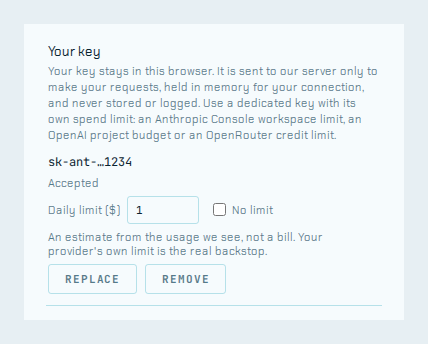 Your key
Your key stays in this browser. It is sent to our server only to
make your requests, held in memory for your connection,
and never stored or logged. Use a dedicated key with its
own spend limit: an Anthropic Console workspace limit, an
OpenAI project budget or an OpenRouter credit limit.
sk-ant-…1234
Accepted
Daily limit ($) 1 No limit
An estimate from the usage we see, not a bill. Your
provider's own limit is the real backstop.
REPLACE REMOVE